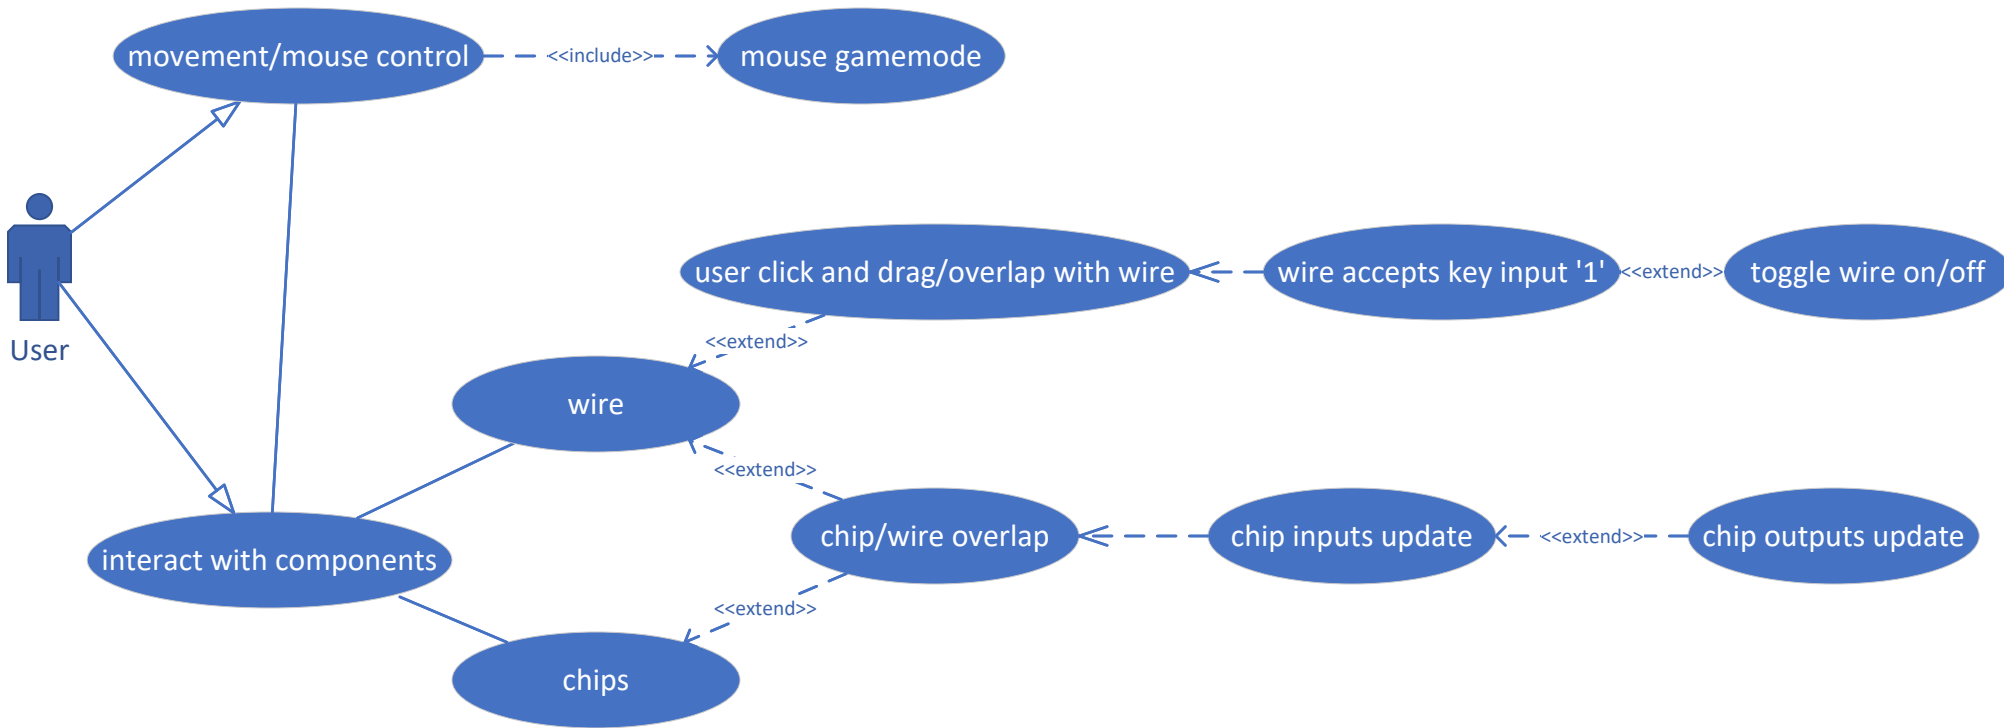 movement/mouse control
<<include>>
mouse gamemode
User
user click and drag/overlap with wire
wire accepts key input '1'
<<extend>>
toggle wire on/off
<<extend>>
wire
<<extend>>
chip/wire overlap
chip inputs update
<<extend>>
chip outputs update
interact with components
<<extend>>
chips